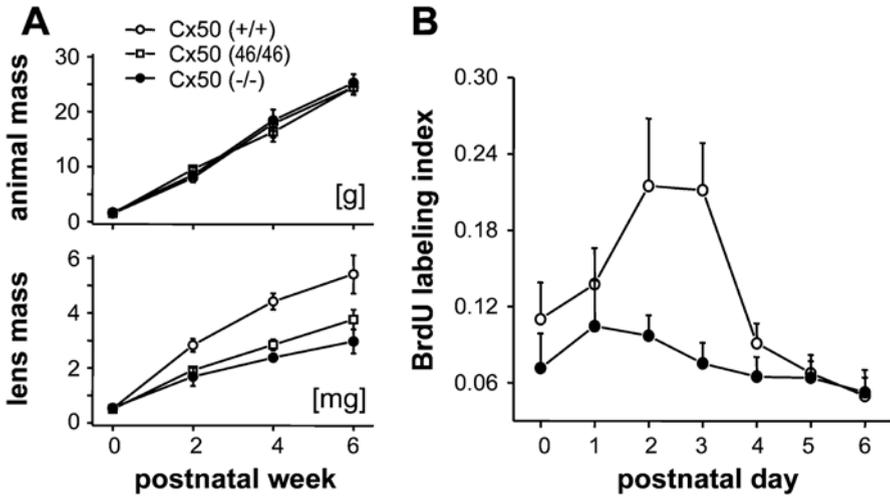 A
Cx50 (+/+)
Cx50 (46/46)
Cx50 (-/-)
animal mass
30
20
10
0
[g]
lens mass
6
4
2
0
[mg]
0 2 4 6
postnatal week
B
BrdU labeling index
0.30
0.24
0.18
0.12
0.06
0 1 2 3 4 5 6
postnatal day